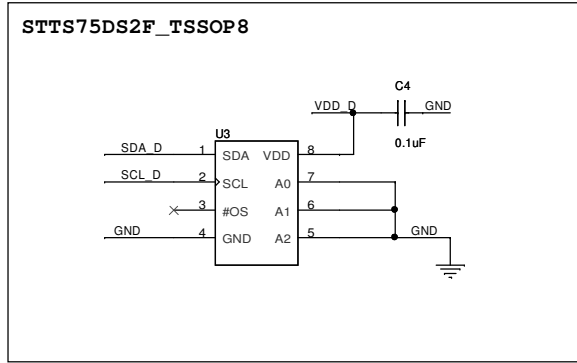 STTS75DS2F_TSSOP8
C4
VDD_D GND
0.1uF
U3
SDA_D 1 SDA VDD 8
SCL_D 2 SCL A0 7
3 #OS A1 6
GND 4 GND A2 5 GND